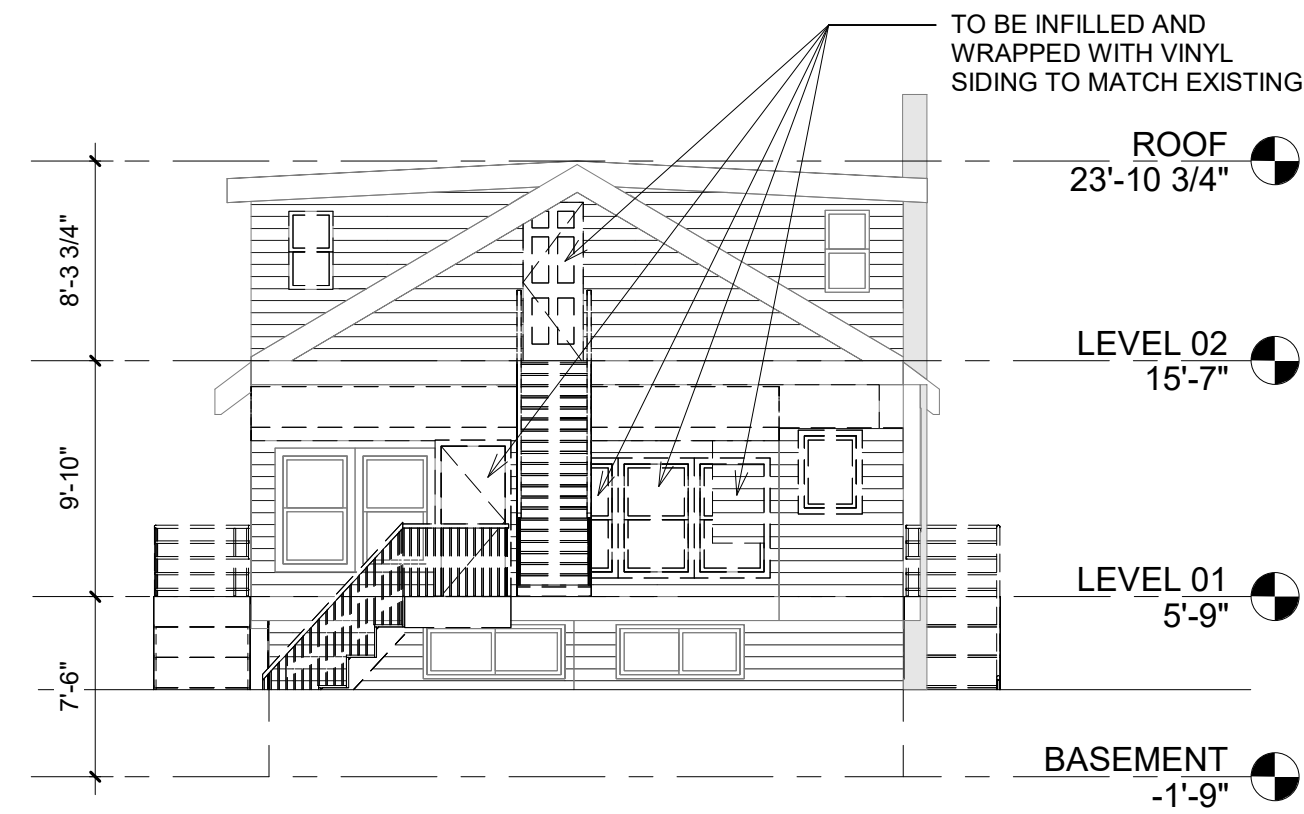 TO BE INFILLED AND
WRAPPED WITH VINYL
SIDING TO MATCH EXISTING
ROOF
23'-10 3/4"
8'-3 3/4"
LEVEL 02
15'-7"
9'-10"
LEVEL 01
5'-9"
7'-6"
BASEMENT
-1'-9"